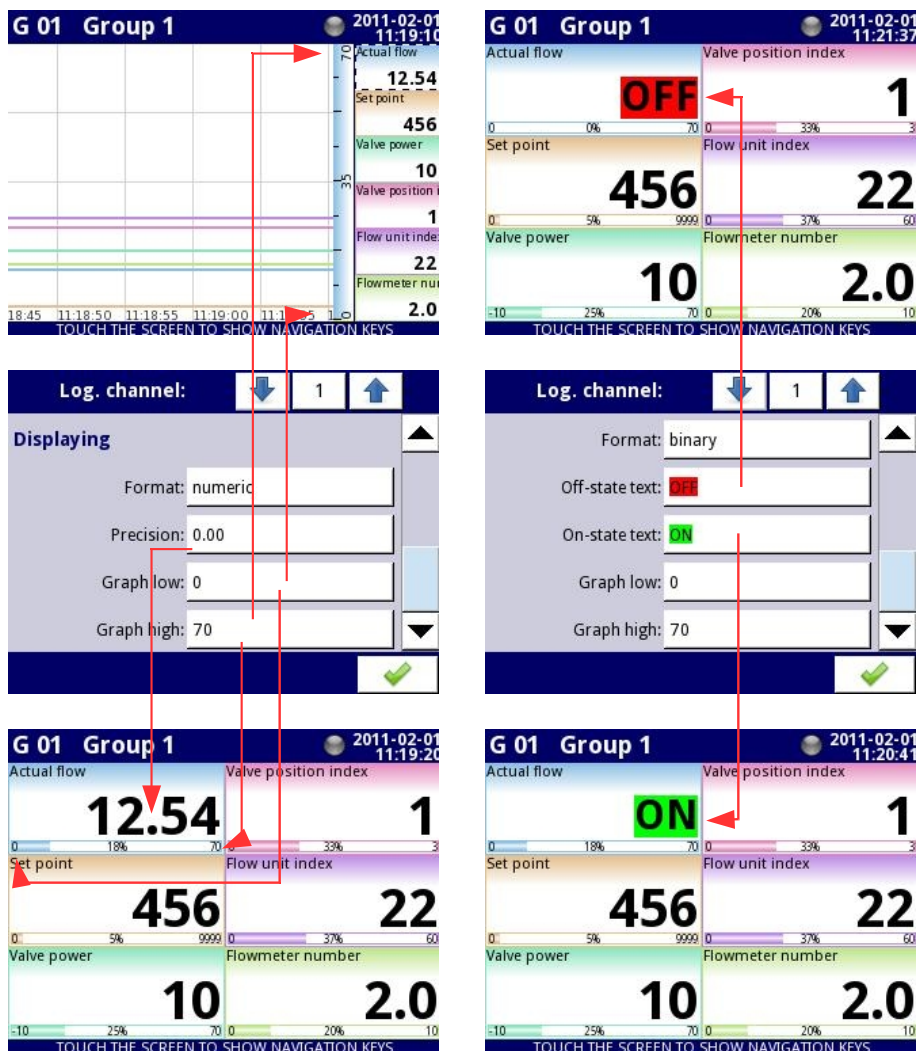 G 01 Group 1
2011-02-01
11:19:10
70
35
0
Actual flow
12.54
Set point
456
Valve power
10
Valve position i
1
Flow unit inde
22
Flowmeter nu
2.0
18:45 11:18:50 11:18:55 11:19:00
TOUCH THE SCREEN TO SHOW NAVIGATION KEYS
G 01 Group 1
2011-02-01
11:21:37
Actual flow
OFF
0 0% 70
Valve position index
1
0 33% 3
Set point
456
0 5% 9999
Flow unit index
22
0 37% 60
Valve power
10
-10 25% 70
Flowmeter number
2.0
0 20% 10
TOUCH THE SCREEN TO SHOW NAVIGATION KEYS
Log. channel: 1
Displaying
Format: numeric
Precision: 0.00
Graph low: 0
Graph high: 70
Log. channel: 1
Format: binary
Off-state text: OFF
On-state text: ON
Graph low: 0
Graph high: 70
G 01 Group 1
2011-02-01
11:19:20
Actual flow
12.54
0 18% 70
Valve position index
1
33% 3
Set point
456
0 5% 9999
Flow unit index
22
0 37% 60
Valve power
10
-10 25% 70
Flowmeter number
2.0
0 20% 10
TOUCH THE SCREEN TO SHOW NAVIGATION KEYS
G 01 Group 1
2011-02-01
11:20:41
Actual flow
ON
0 18% 70
Valve position index
1
0 33% 3
Set point
456
0 5% 9999
Flow unit index
22
0 37% 60
Valve power
10
-10 25% 70
Flowmeter number
2.0
0 20% 10
TOUCH THE SCREEN TO SHOW NAVIGATION KEYS